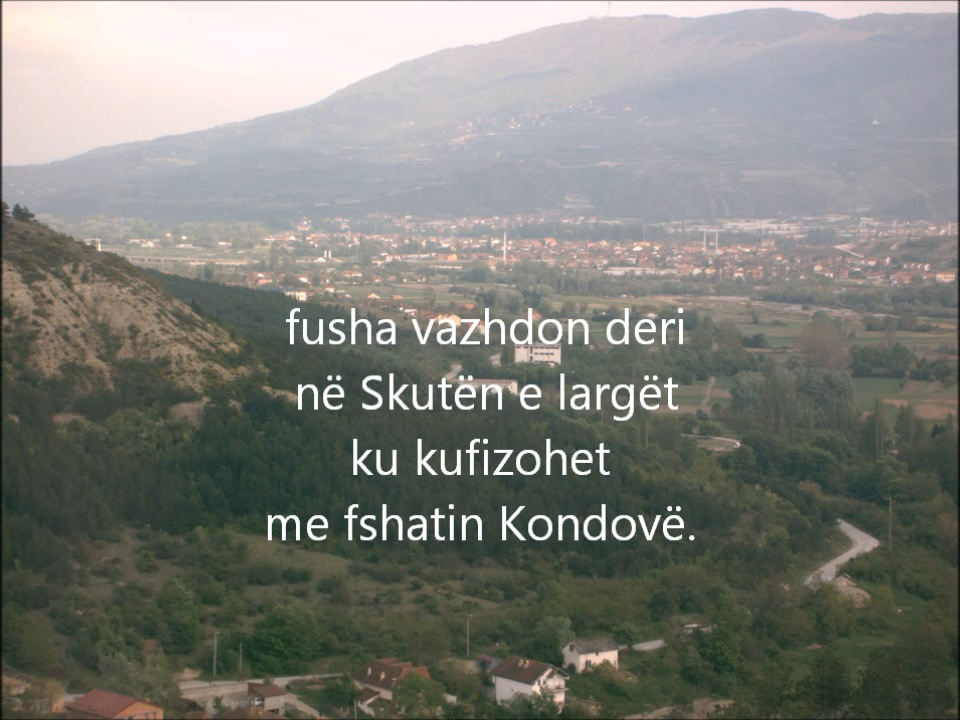 fusha vazhdon deri
në Skutën e largët
ku kufizohet
me fshatin Kondovë.